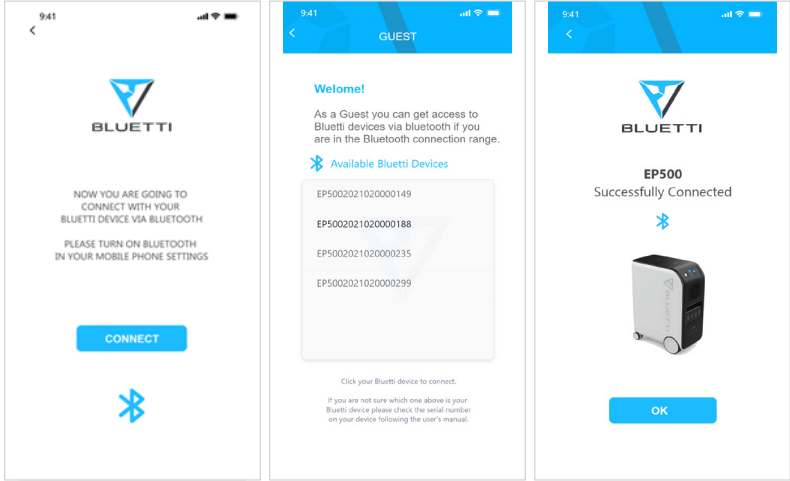 9:41
BLUETTI
NOW YOU ARE GOING TO
CONNECT WITH YOUR
BLUETTI DEVICE VIA BLUETOOTH
PLEASE TURN ON BLUETOOTH
IN YOUR MOBILE PHONE SETTINGS
CONNECT
9:41
GUEST
Welome!
As a Guest you can get access to
Bluetti devices via bluetooth if you
are in the Bluetooth connection range.
Available Bluetti Devices
EP5002021020000149
EP5002021020000188
EP5002021020000235
EP5002021020000299
Click your Bluetti device to connect.
If you are not sure which one above is your
Bluetti device please check the serial number
on your device following the user's manual.
9:41
BLUETTI
EP500
Successfully Connected
BLUETTI
OK